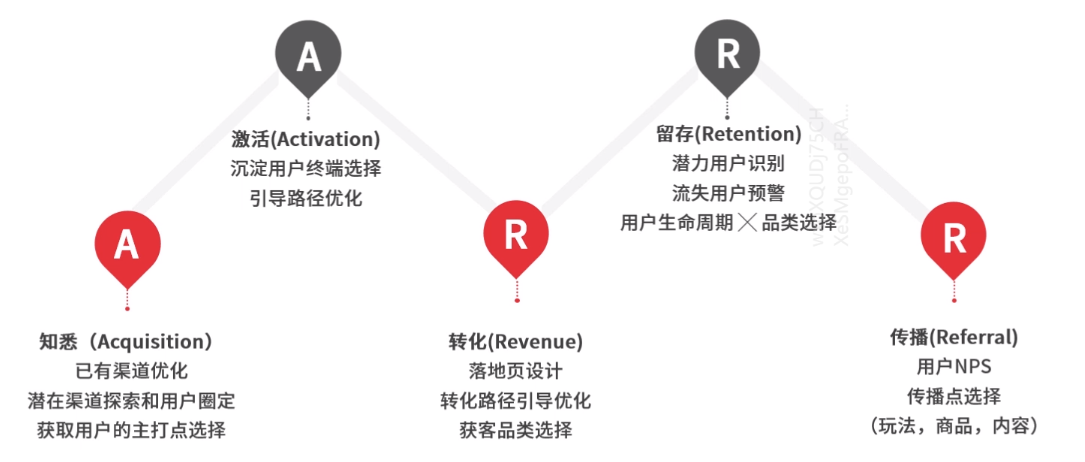 A
知悉（Acquisition）
已有渠道优化
潜在渠道探索和用户圈定
获取用户的主打点选择
A
激活(Activation)
沉淀用户终端选择
引导路径优化
R
转化(Revenue)
落地页设计
转化路径引导优化
获客品类选择
R
留存(Retention)
潜力用户识别
流失用户预警
用户生命周期╳品类选择
R
传播(Referral)
用户NPS
传播点选择
（玩法，商品，内容）